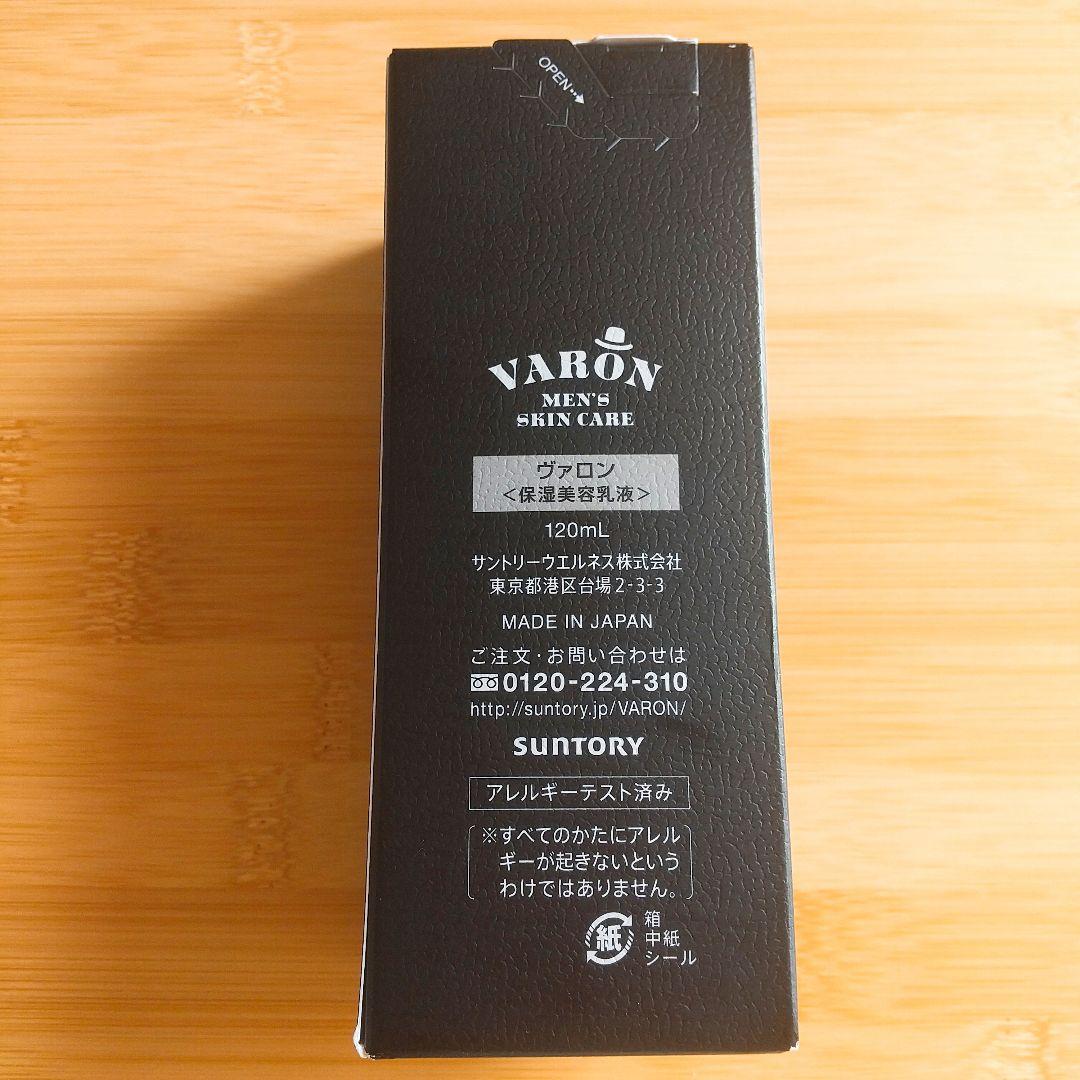 OPEN…
VARON
MEN'S
SKIN CARE
ヴァロン
＜保湿美容乳液＞
120mL
サントリーウエルネス株式会社
東京都港区台場2-3-3
MADE IN JAPAN
ご注文・お問い合わせは
0120-224-310
http://suntory.jp/VARON/
SUNTORY
アレルギーテスト済み
※すべてのかたにアレル
ギーが起きないという
わけではありません。
紙
箱
中紙
シール